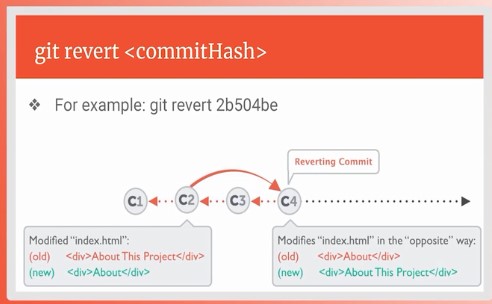 git revert <commitHash>
❖ For example: git revert 2b504be
Reverting Commit
C1 C2 C3 C4
Modified "index.html":
(old) <div>About This Project</div>
(new) <div>About</div>
Modifies "index.html" in the "opposite" way:
(old) <div>About This Project</div>
(new) <div>About</div>